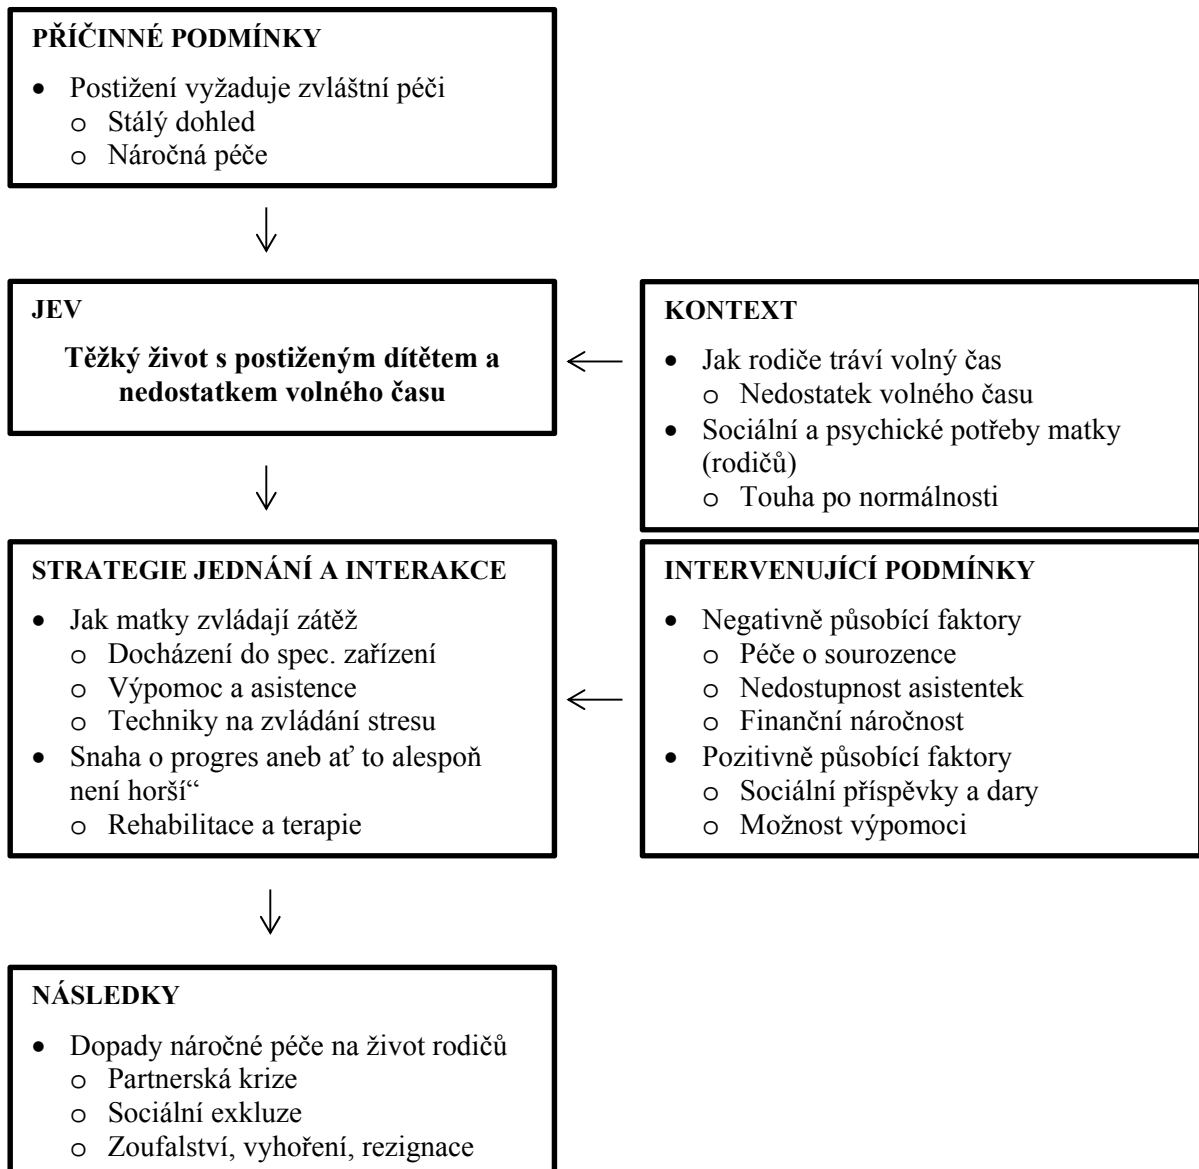 PŘÍČINNÉ PODMÍNKY
• Postižení vyžaduje zvláštní péči
o Stálý dohled
o Náročná péče
JEV
Těžký život s postiženým dítětem a
nedostatkem volného času
KONTEXT
• Jak rodiče tráví volný čas
o Nedostatek volného času
• Sociální a psychické potřeby matky
(rodičů)
o Touha po normálnosti
STRATEGIE JEDNÁNÍ A INTERAKCE
• Jak matky zvládají zátěž
o Docházení do spec. zařízení
o Výpomoc a asistence
o Techniky na zvládání stresu
• Snaha o progres aneb ať to alespoň
není horší“
o Rehabilitace a terapie
INTERVENUJÍCÍ PODMÍNKY
• Negativně působící faktory
o Péče o sourozence
o Nedostupnost asistentek
o Finanční náročnost
• Pozitivně působící faktory
o Sociální příspěvky a dary
o Možnost výpomoci
NÁSLEDKY
• Dopady náročné péče na život rodičů
o Partnerská krize
o Sociální exkluze
o Zoufalství, vyhoření, rezignace